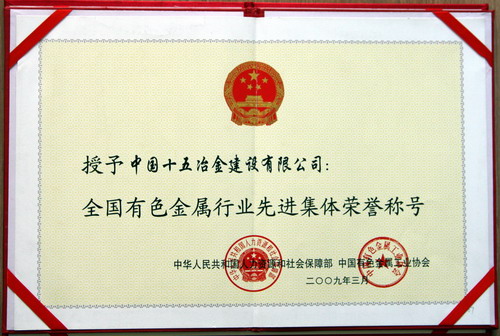 授予中国十五冶金建设有限公司：
全国有色金属行业先进集体荣誉称号
中华人民共和国人力资源和社会保障部 中国有色金属工业协会
二〇〇九年三月